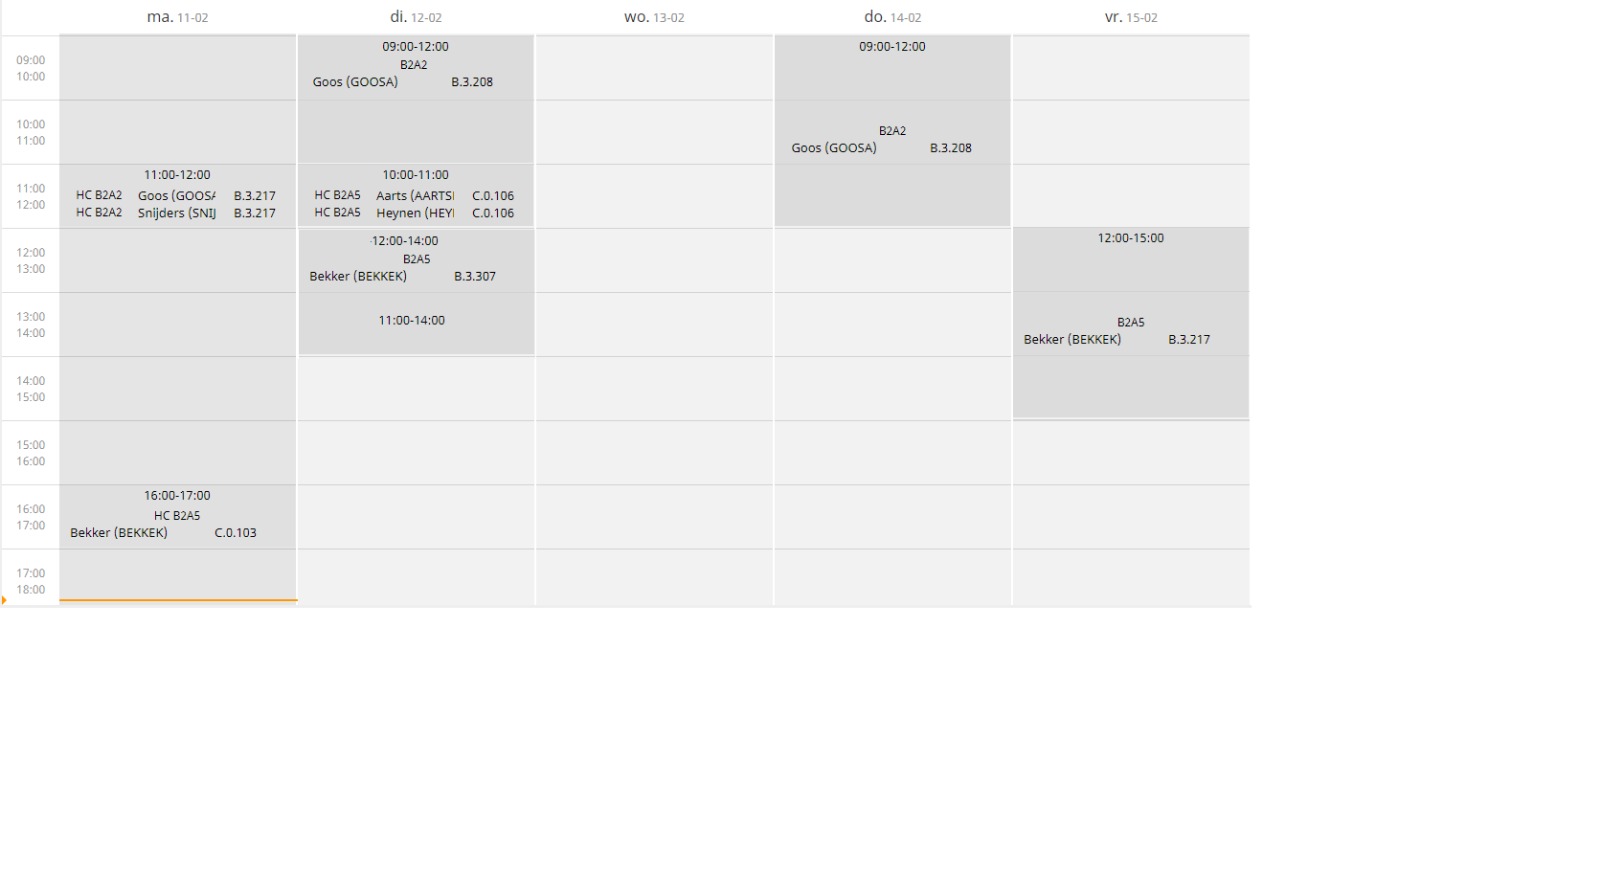 ma. 11-02
di. 12-02
wo. 13-02
do. 14-02
vr. 15-02
09:00
10:00
10:00
11:00
11:00
12:00
12:00
13:00
13:00
14:00
14:00
15:00
15:00
16:00
16:00
17:00
17:00
18:00
11:00-12:00
HC B2A2 Goos (GOOSA B.3.217
HC B2A2 Snijders (SNIJ B.3.217
16:00-17:00
HC B2A5
Bekker (BEKKEK) C.0.103
09:00-12:00
B2A2
Goos (GOOSA) B.3.208
10:00-11:00
HC B2A5 Aarts (AARTS C.0.106
HC B2A5 Heynen (HEY C.0.106
12:00-14:00
B2A5
Bekker (BEKKEK) B.3.307
11:00-14:00
09:00-12:00
B2A2
Goos (GOOSA) B.3.208
12:00-15:00
B2A5
Bekker (BEKKEK) B.3.217